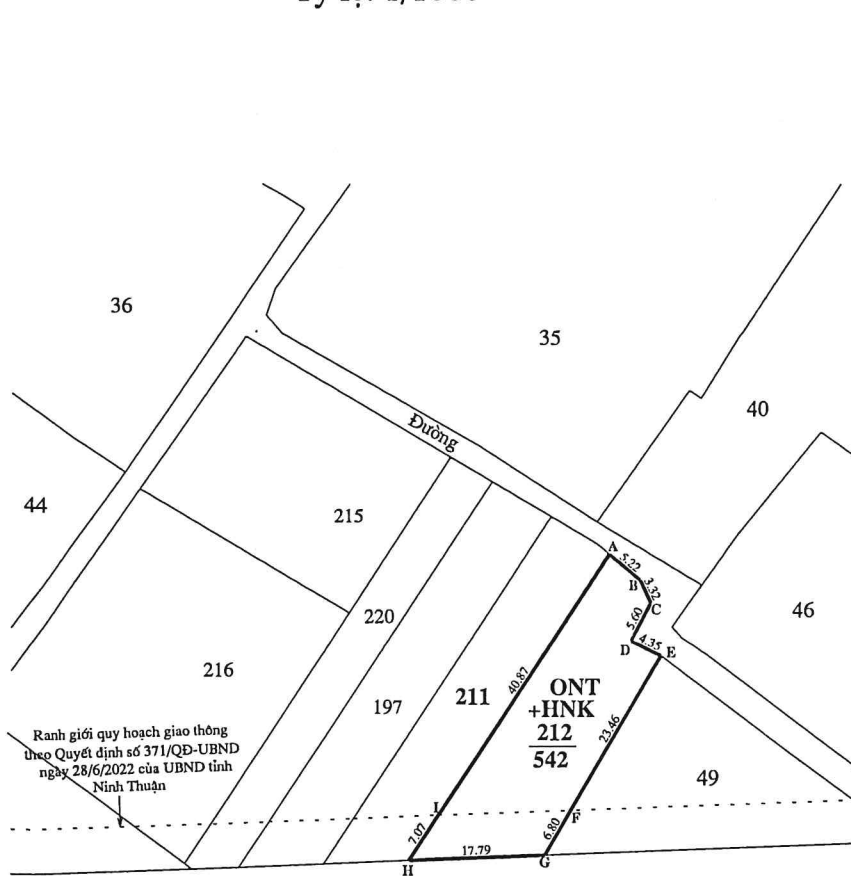 36
35
40
Đường
44
215
A
5.22
B
3.32
C
5.60
D
4.35
E
46
220
216
40.87
ONT
+HNK
212
542
211
197
23.46
Ranh giới quy hoạch giao thông
theo Quyết định số 371/QĐ-UBND
ngày 28/6/2022 của UBND tỉnh
Ninh Thuận
49
I
F
7.07
6.80
17.79
H
G